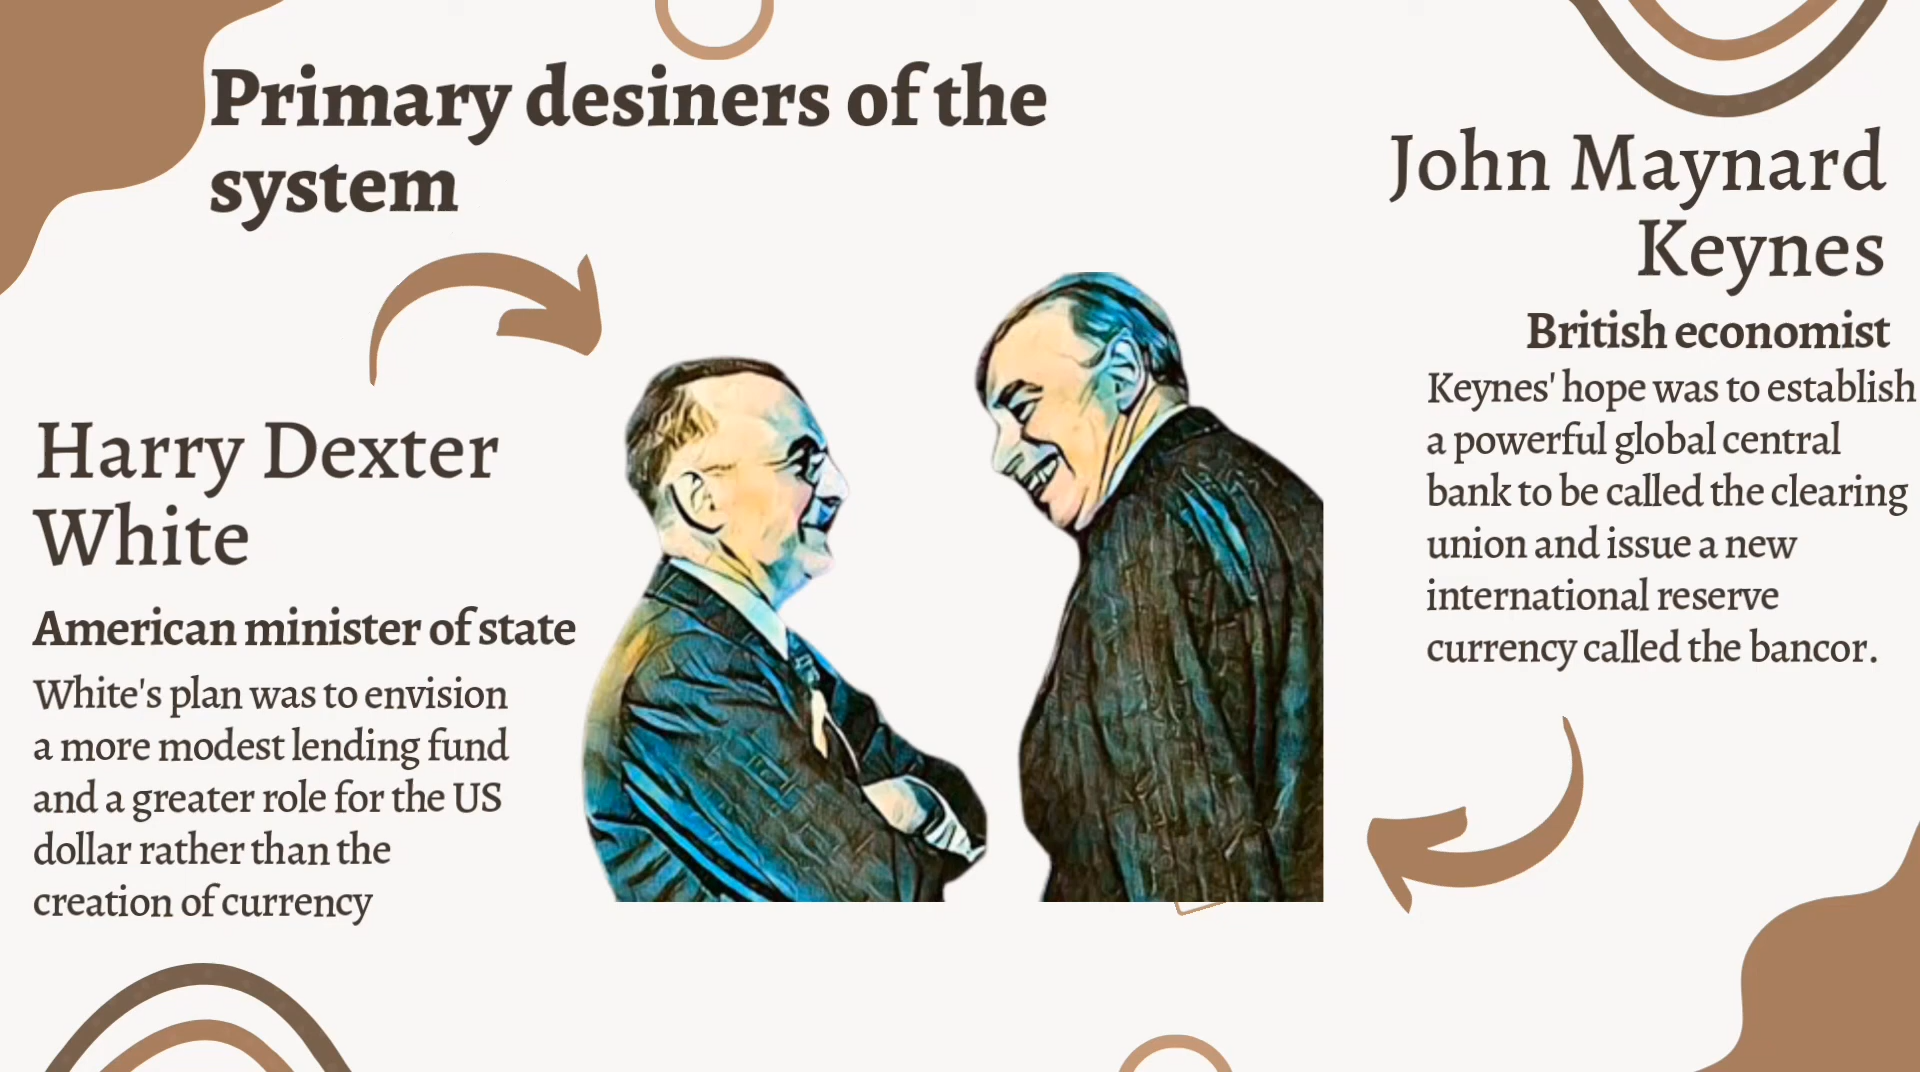 Primary desiners of the
system
Harry Dexter
White
American minister of state
White's plan was to envision
a more modest lending fund
and a greater role for the US
dollar rather than the
creation of currency
John Maynard
Keynes
British economist
Keynes' hope was to establish
a powerful global central
bank to be called the clearing
union and issue a new
international reserve
currency called the bancor.